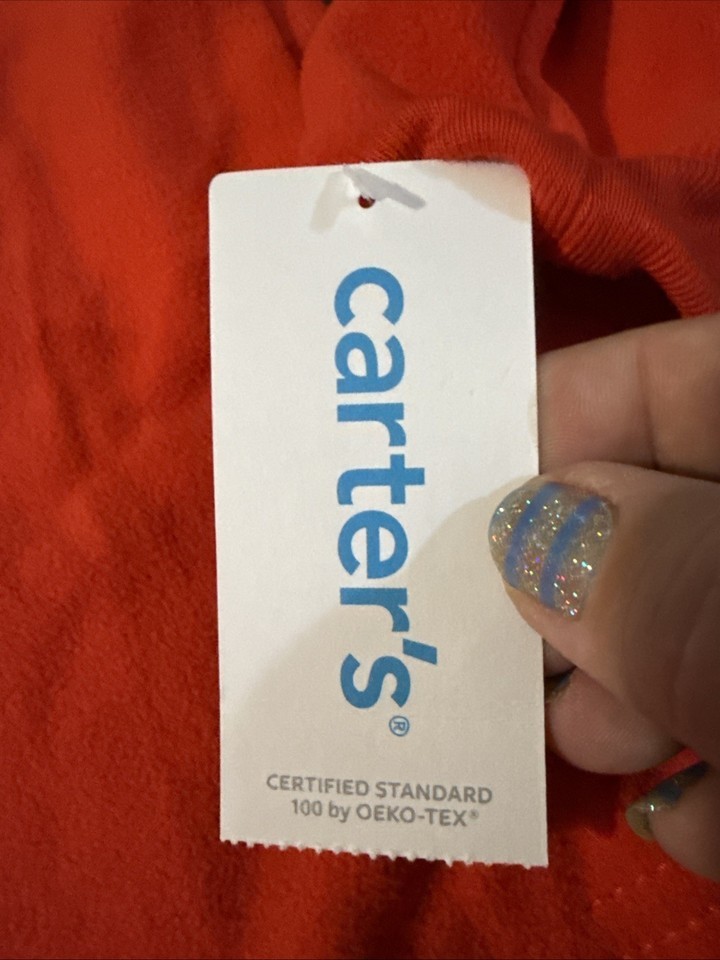 carter's®
CERTIFIED STANDARD
100 by OEKO-TEX®